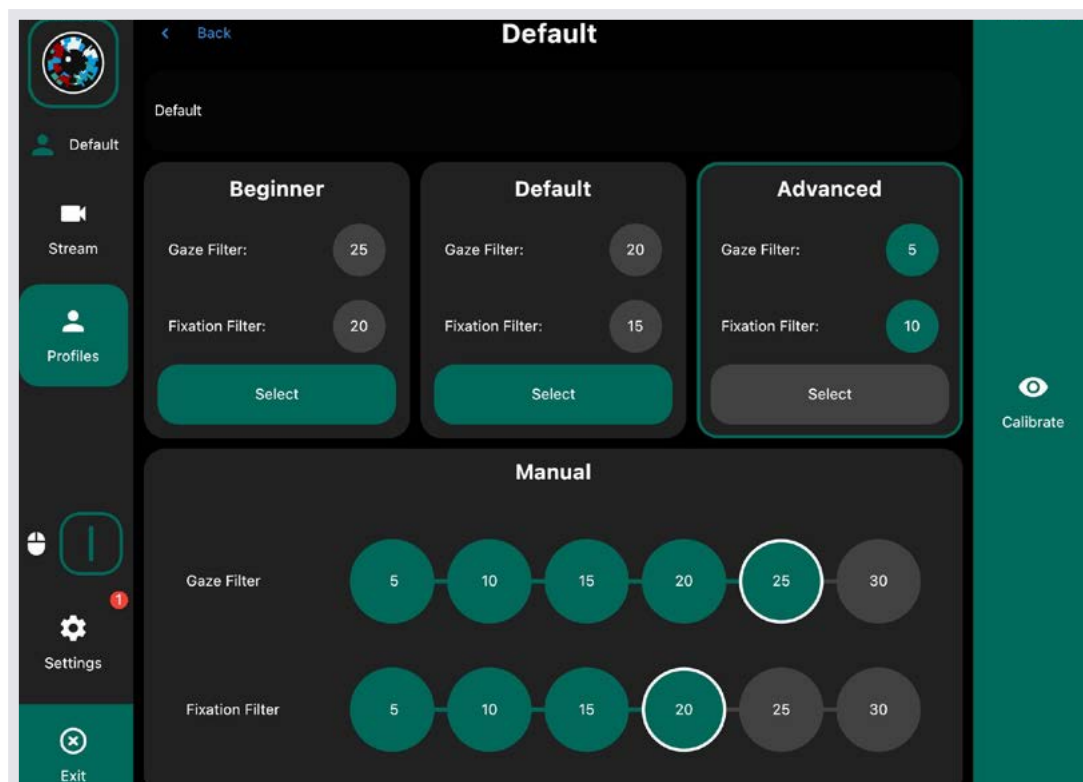 Back
Default
Default
Default
Stream
Profiles
Settings
1
Exit
Beginner
Gaze Filter: 25
Fixation Filter: 20
Select
Default
Gaze Filter: 20
Fixation Filter: 15
Select
Advanced
Gaze Filter: 5
Fixation Filter: 10
Select
Manual
Gaze Filter 5 10 15 20 25 30
Fixation Filter 5 10 15 20 25 30
Calibrate